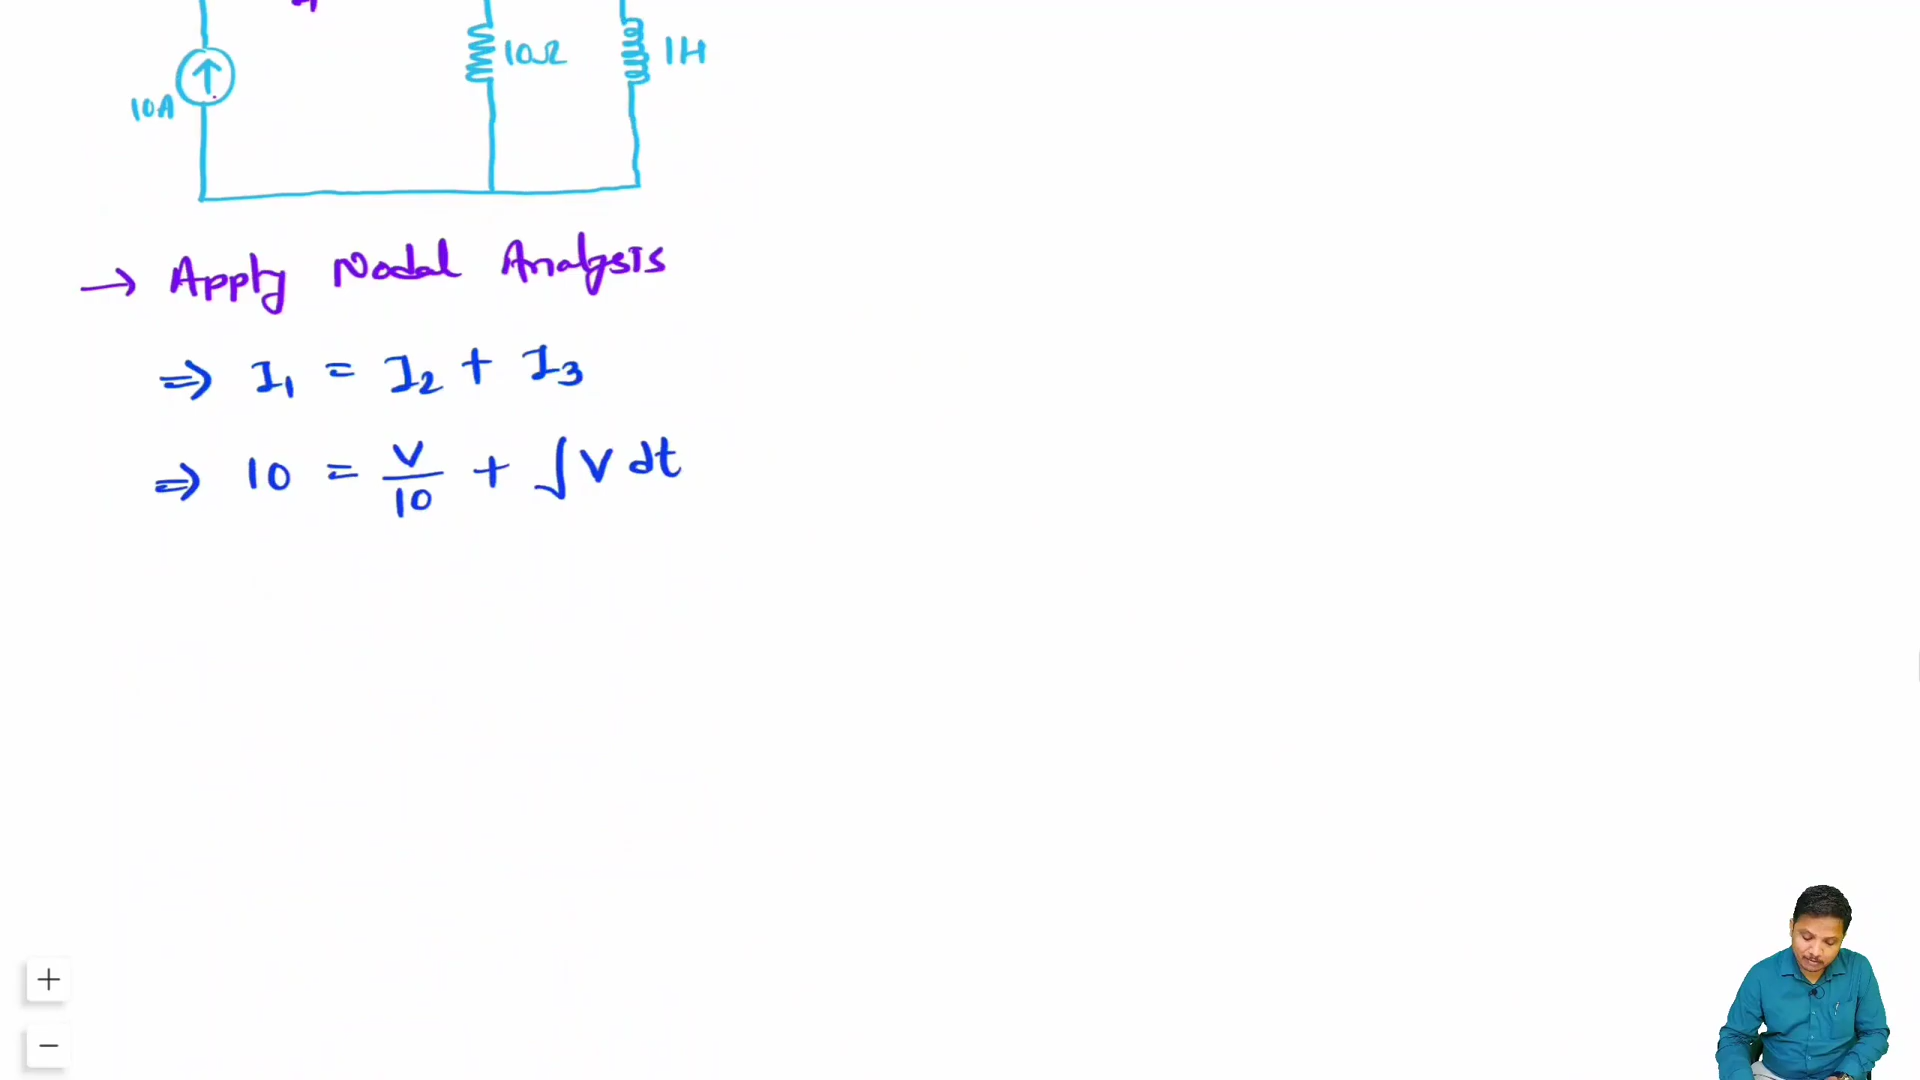 10Ω 1H
10A
→ Apply Nodal Analysis
⇒ I₁ = I₂ + I₃
⇒ 10 = V/10 + ∫ V dt
+
−